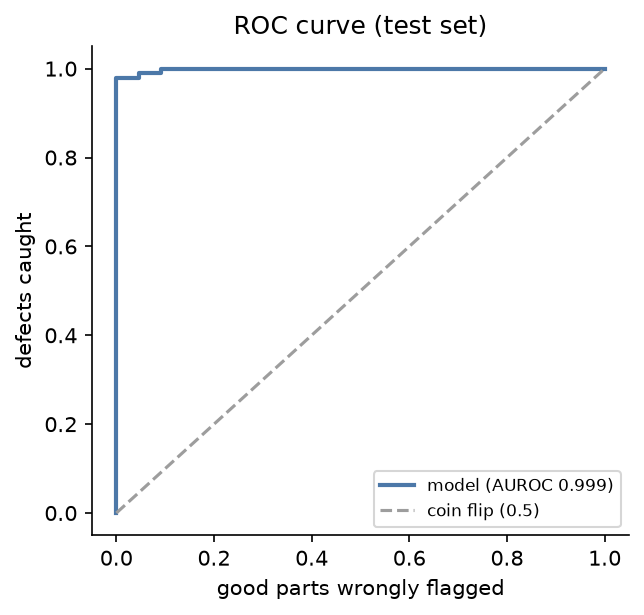 ROC curve (test set)
defects caught
1.0
0.8
0.6
0.4
0.2
0.0
model (AUROC 0.999)
coin flip (0.5)
0.0 0.2 0.4 0.6 0.8 1.0
good parts wrongly flagged